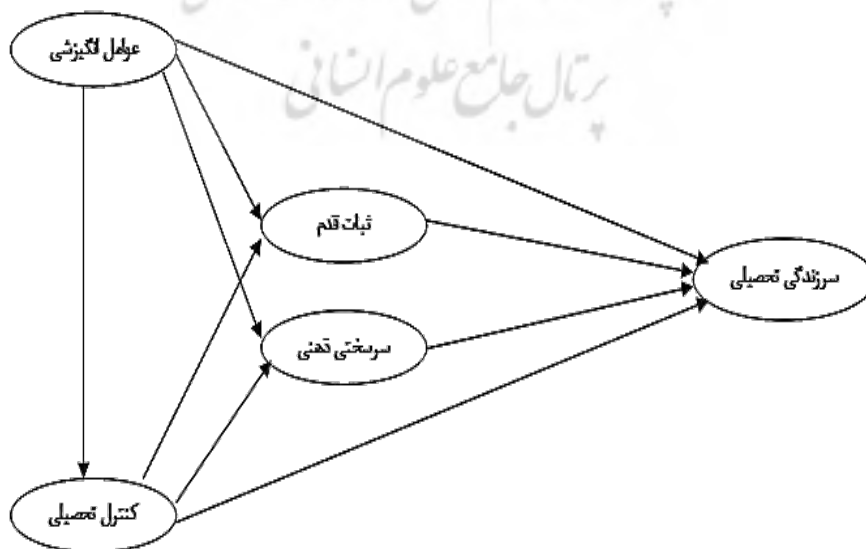 پرتال جامع علوم انسانی
عوامل انگیزشی
ثبات قدم
سرزندگی تحصیلی
سرسختی ذهنی
کنترل تحصیلی